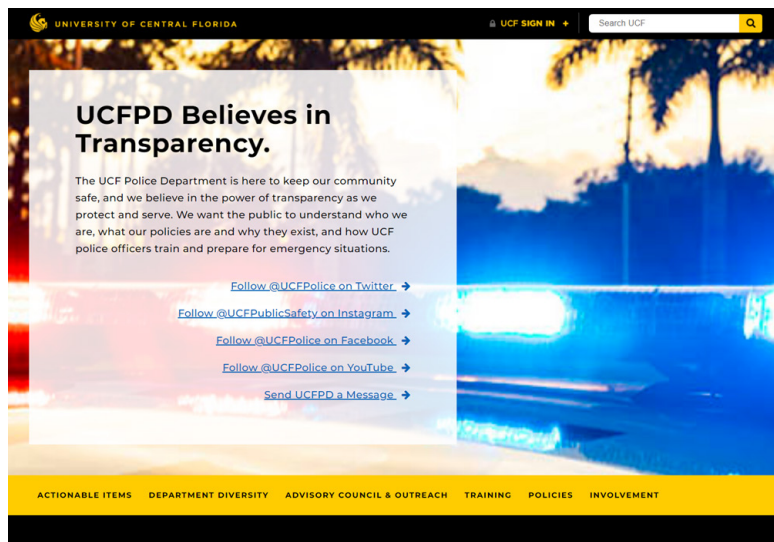 UNIVERSITY OF CENTRAL FLORIDA
UCF SIGN IN +
Search UCF
UCFPD Believes in
Transparency.
The UCF Police Department is here to keep our community
safe, and we believe in the power of transparency as we
protect and serve. We want the public to understand who we
are, what our policies are and why they exist, and how UCF
police officers train and prepare for emergency situations.
Follow @UCFPolice on Twitter
Follow @UCFPublicSafety on Instagram
Follow @UCFPolice on Facebook
Follow @UCFPolice on YouTube
Send UCFPD a Message
ACTIONABLE ITEMS DEPARTMENT DIVERSITY ADVISORY COUNCIL & OUTREACH TRAINING POLICIES INVOLVEMENT